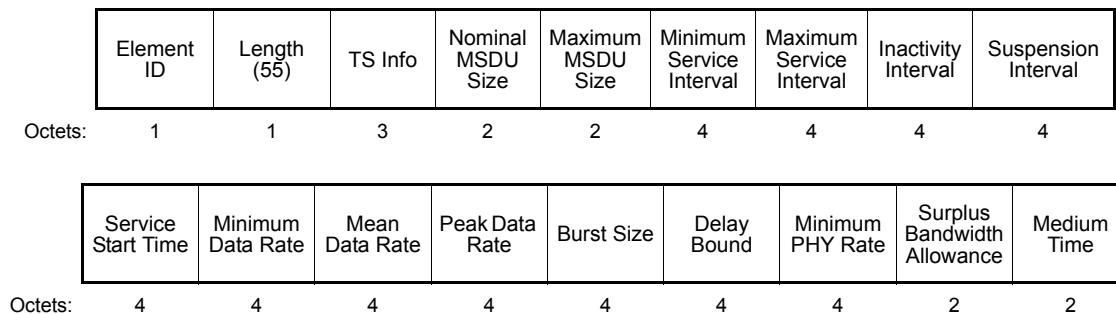 Element ID
Length (55)
TS Info
Nominal MSDU Size
Maximum MSDU Size
Minimum Service Interval
Maximum Service Interval
Inactivity Interval
Suspension Interval
Octets: 1 1 3 2 2 4 4 4 4
Service Start Time
Minimum Data Rate
Mean Data Rate
Peak Data Rate
Burst Size
Delay Bound
Minimum PHY Rate
Surplus Bandwidth Allowance
Medium Time
Octets: 4 4 4 4 4 4 4 2 2